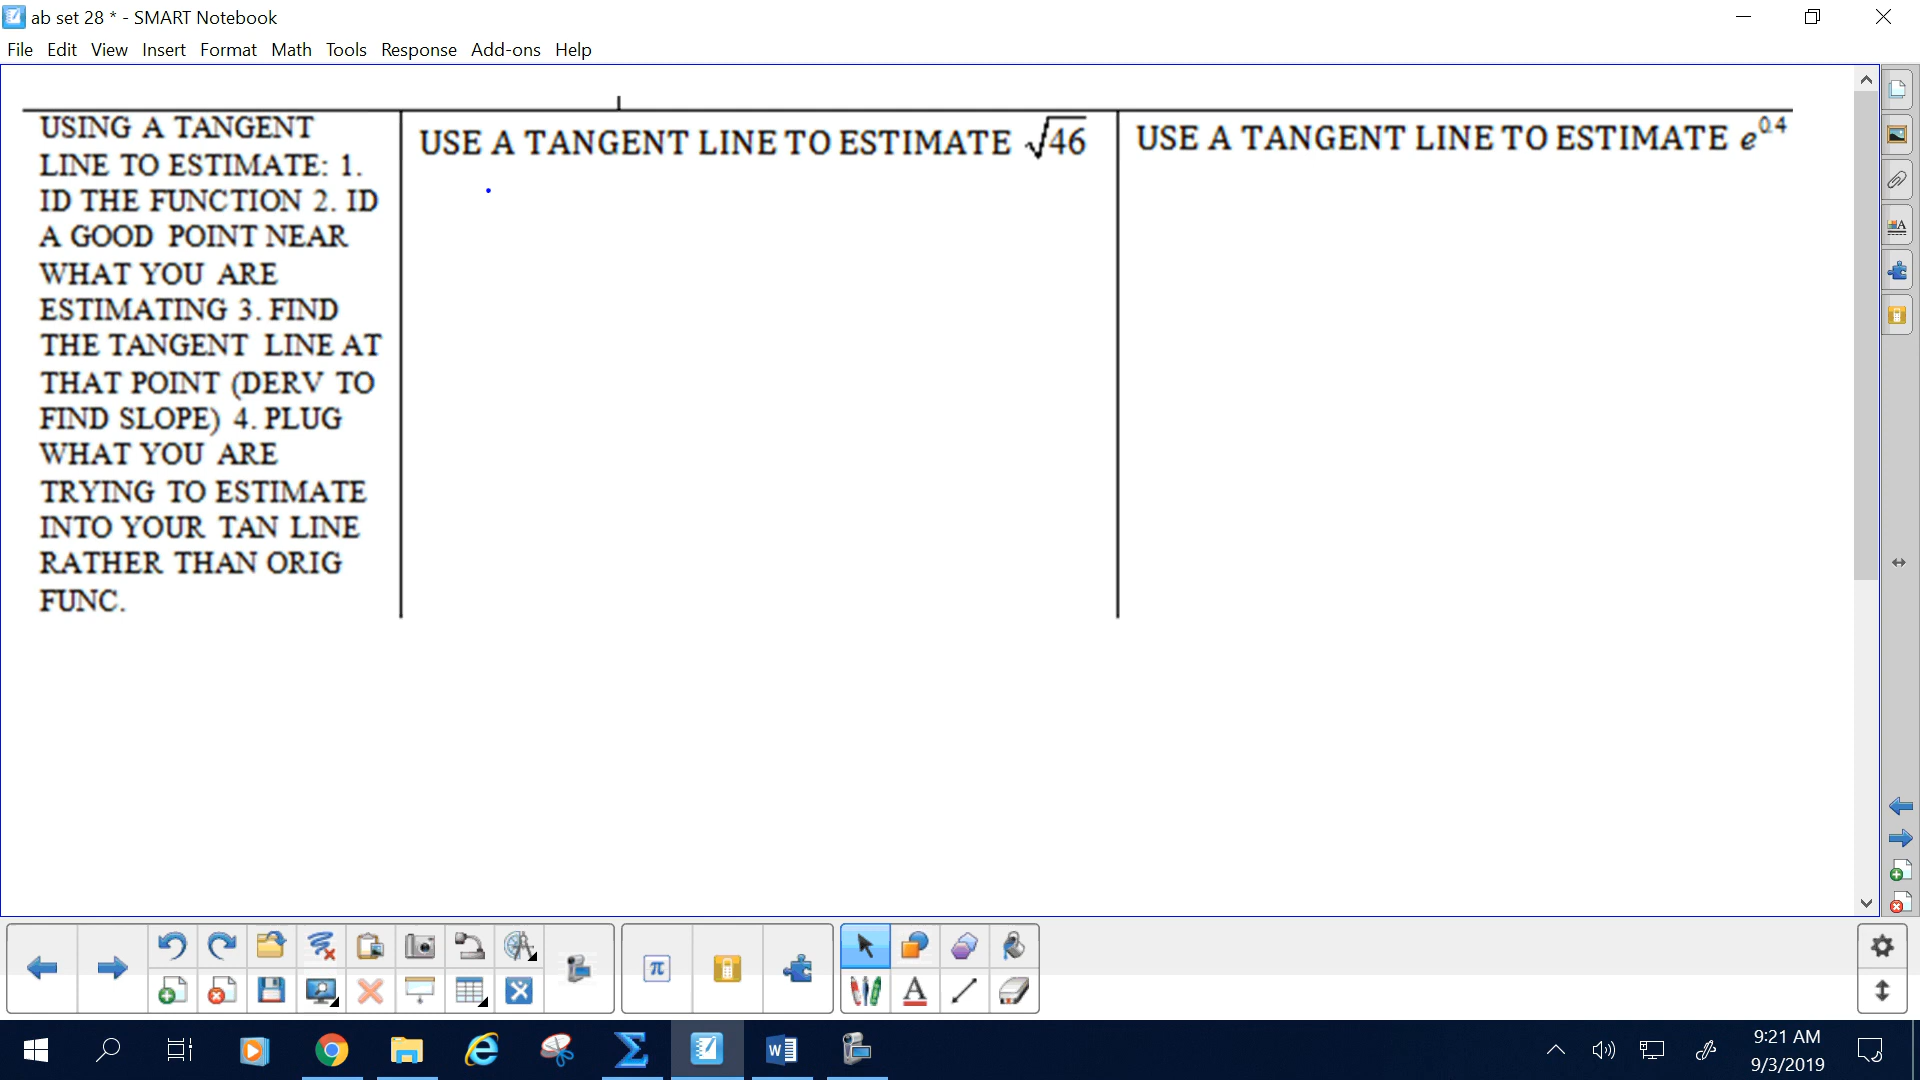 ab set 28 * - SMART Notebook
File Edit View Insert Format Math Tools Response Add-ons Help
USING A TANGENT
LINE TO ESTIMATE: 1.
ID THE FUNCTION 2. ID
A GOOD POINT NEAR
WHAT YOU ARE
ESTIMATING 3. FIND
THE TANGENT LINE AT
THAT POINT (DERV TO
FIND SLOPE) 4. PLUG
WHAT YOU ARE
TRYING TO ESTIMATE
INTO YOUR TAN LINE
RATHER THAN ORIG
FUNC.
USE A TANGENT LINE TO ESTIMATE √46
USE A TANGENT LINE TO ESTIMATE e^0.4
9:21 AM
9/3/2019